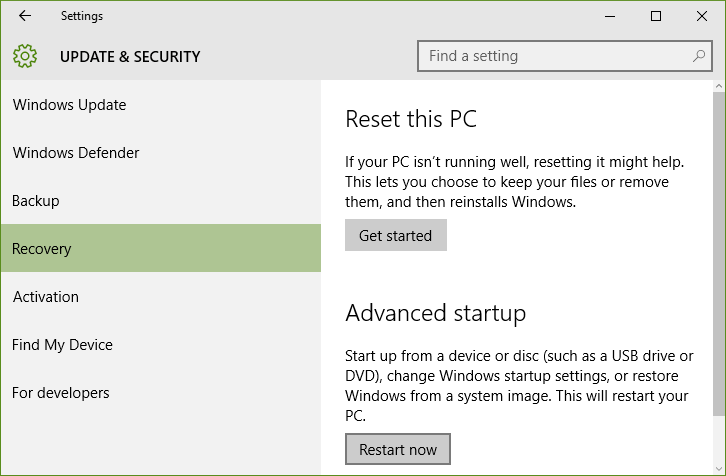 Settings
UPDATE & SECURITY
Find a setting
Windows Update
Windows Defender
Backup
Recovery
Activation
Find My Device
For developers
Reset this PC
If your PC isn't running well, resetting it might help.
This lets you choose to keep your files or remove
them, and then reinstalls Windows.
Get started
Advanced startup
Start up from a device or disc (such as a USB drive or
DVD), change Windows startup settings, or restore
Windows from a system image. This will restart your
PC.
Restart now